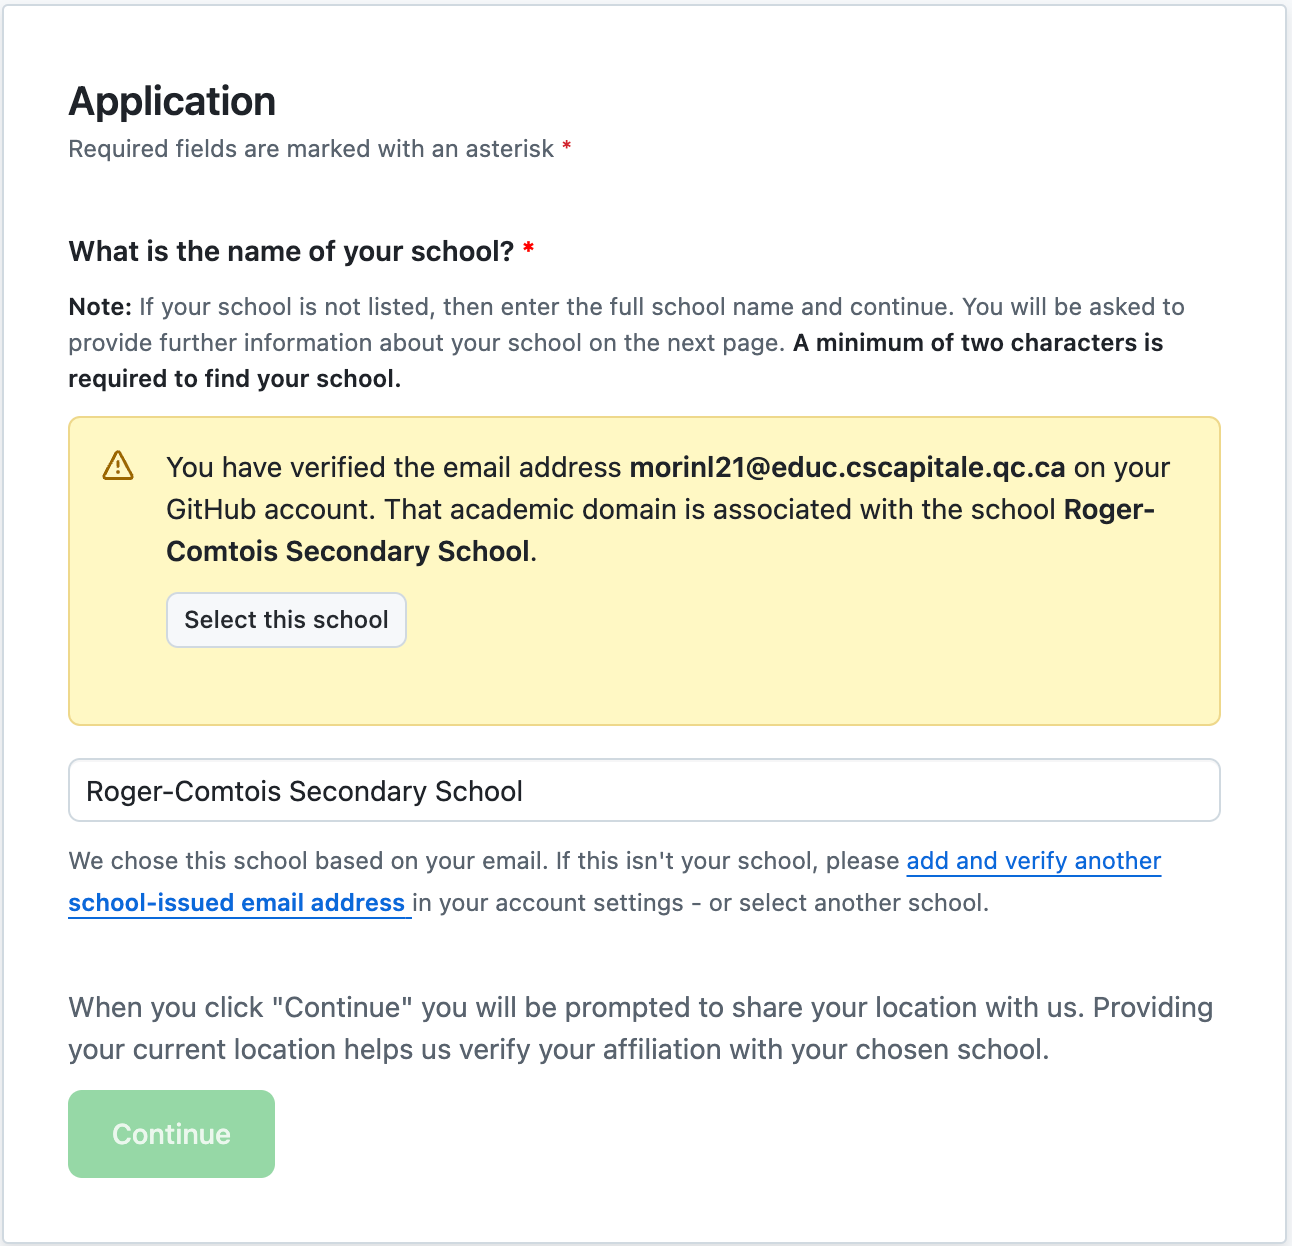 Application
Required fields are marked with an asterisk *
What is the name of your school? *
Note: If your school is not listed, then enter the full school name and continue. You will be asked to
provide further information about your school on the next page. A minimum of two characters is
required to find your school.
You have verified the email address morinl21@educ.cscapitale.qc.ca on your
GitHub account. That academic domain is associated with the school Roger-
Comtois Secondary School.
Select this school
Roger-Comtois Secondary School
We chose this school based on your email. If this isn't your school, please add and verify another
school-issued email address in your account settings - or select another school.
When you click "Continue" you will be prompted to share your location with us. Providing
your current location helps us verify your affiliation with your chosen school.
Continue